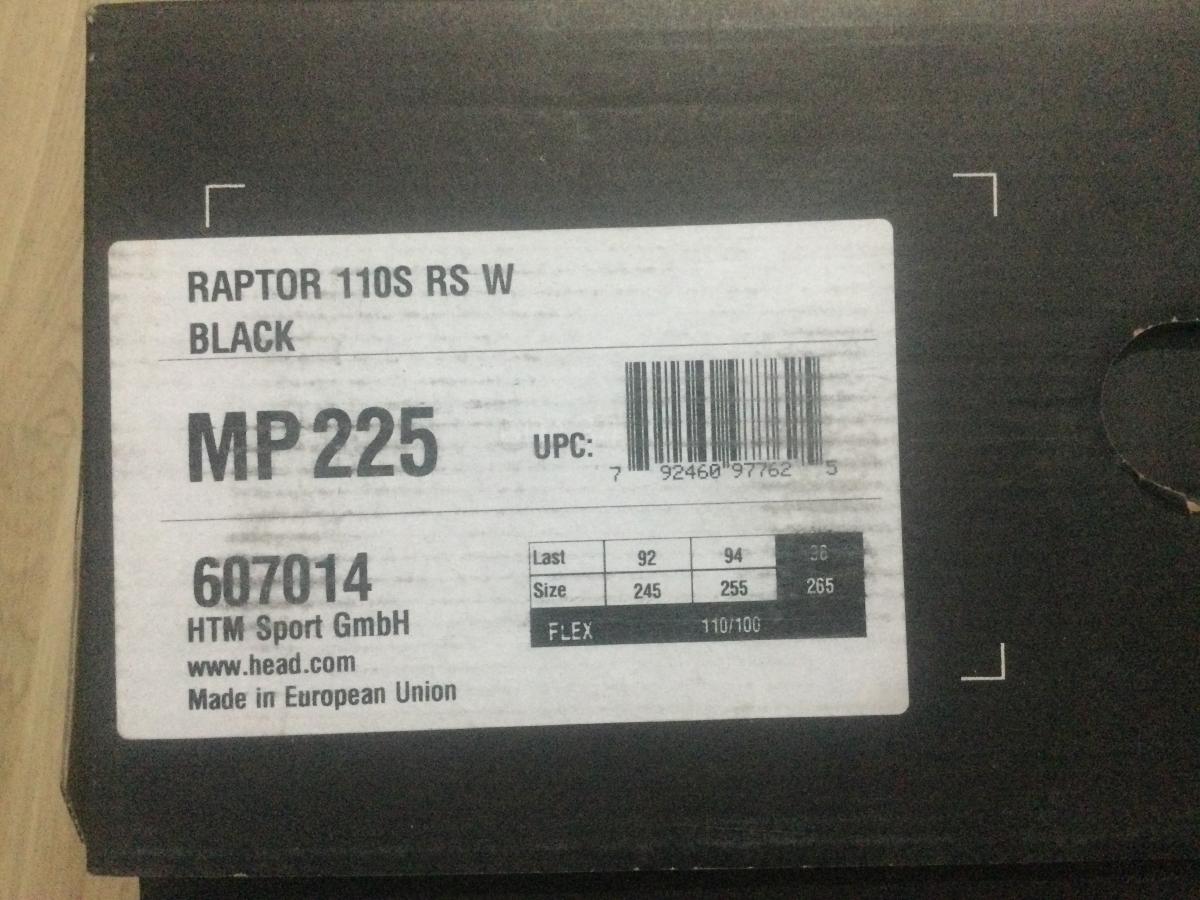 RAPTOR 110S RS W
BLACK
MP 225
UPC:
7 92460 97762 5
607014
HTM Sport GmbH
www.head.com
Made in European Union
Last 92 94
Size 245 255 265
FLEX 110/100